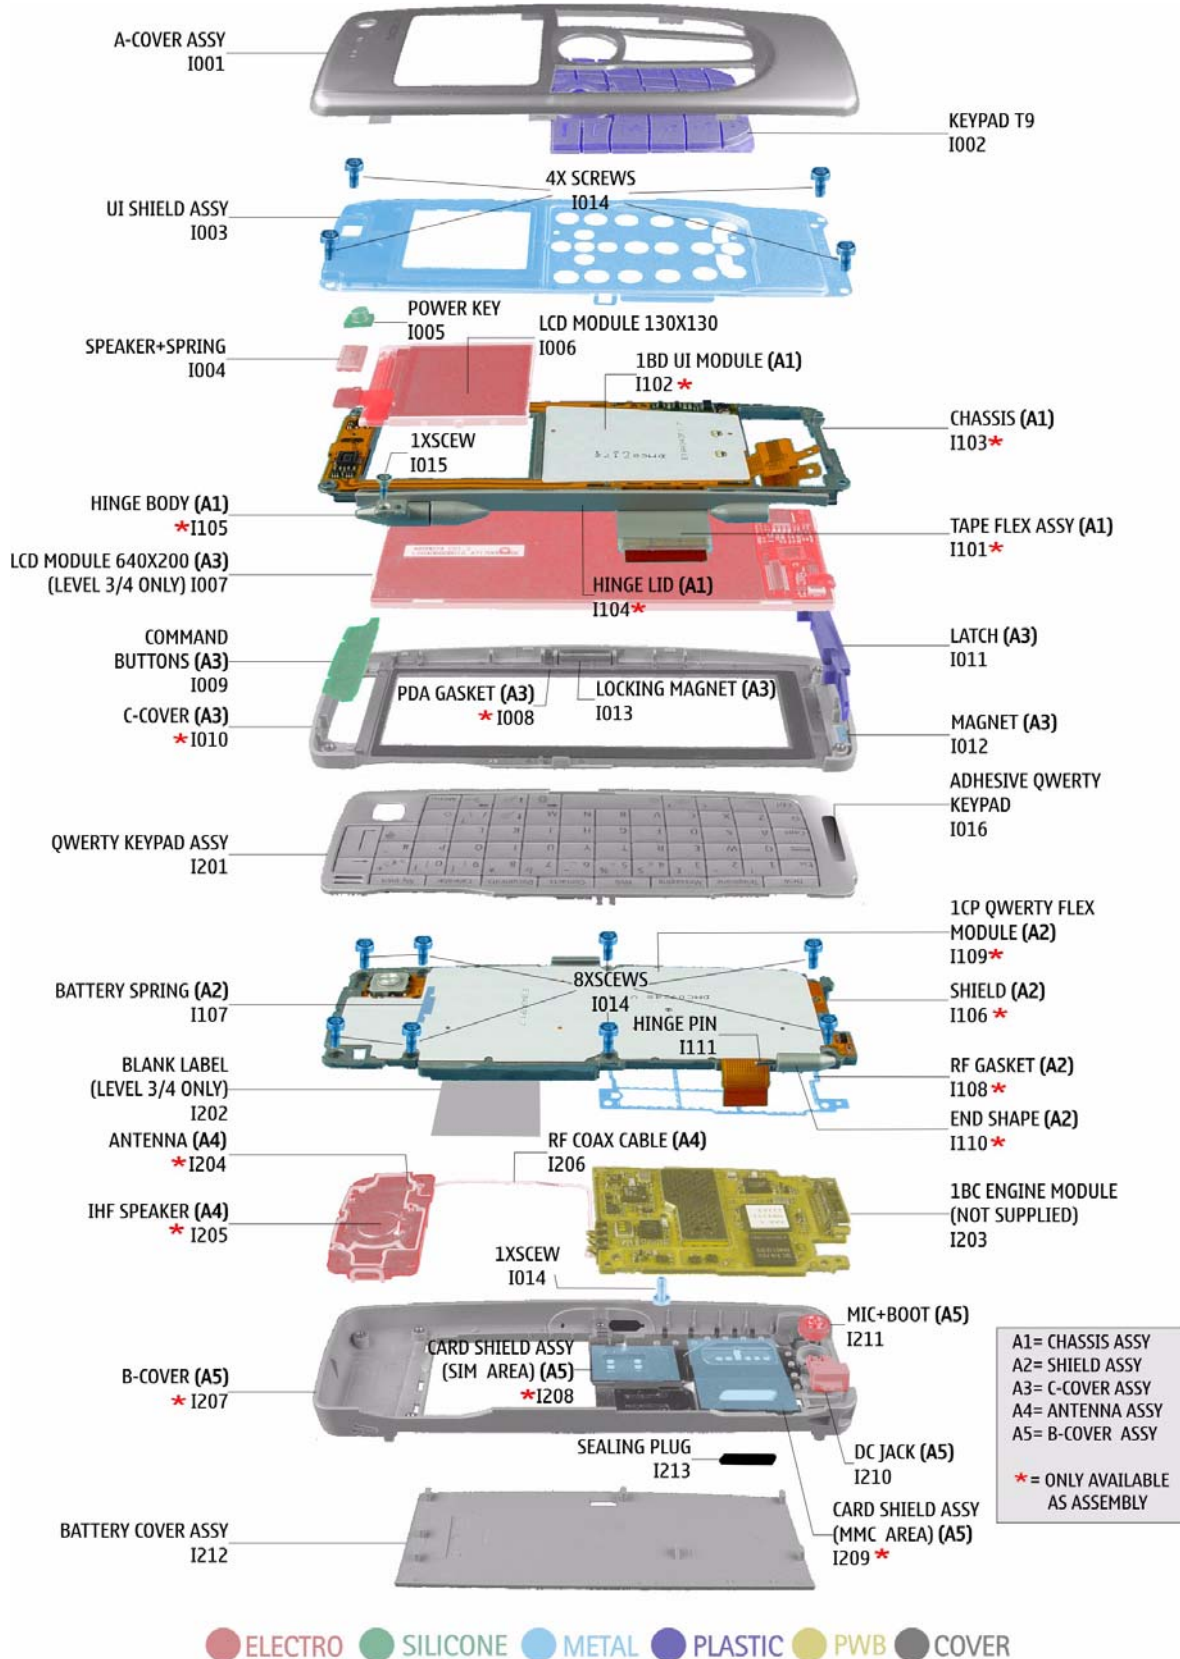 A-COVER ASSY
I001
KEYPAD T9
I002
4X SCREWS
I014
UI SHIELD ASSY
I003
POWER KEY
I005
LCD MODULE 130X130
I006
SPEAKER+SPRING
I004
1BD UI MODULE (A1)
I102 *
CHASSIS (A1)
I103 *
1XSCEW
I015
HINGE BODY (A1)
* I105
TAPE FLEX ASSY (A1)
I101 *
LCD MODULE 640X200 (A3)
(LEVEL 3/4 ONLY) I007
HINGE LID (A1)
I104 *
COMMAND
BUTTONS (A3)
I009
LATCH (A3)
I011
PDA GASKET (A3)
* I008
LOCKING MAGNET (A3)
I013
C-COVER (A3)
* I010
MAGNET (A3)
I012
ADHESIVE QWERTY
KEYPAD
I016
QWERTY KEYPAD ASSY
I201
1CP QWERTY FLEX
MODULE (A2)
I109 *
8XSCEWS
I014
BATTERY SPRING (A2)
I107
SHIELD (A2)
I106 *
HINGE PIN
I111
BLANK LABEL
(LEVEL 3/4 ONLY)
I202
RF GASKET (A2)
I108 *
END SHAPE (A2)
I110 *
ANTENNA (A4)
* I204
RF COAX CABLE (A4)
I206
IHF SPEAKER (A4)
* I205
1BC ENGINE MODULE
(NOT SUPPLIED)
I203
1XSCEW
I014
MIC+BOOT (A5)
I211
CARD SHIELD ASSY
(SIM AREA) (A5)
* I208
B-COVER (A5)
* I207
SEALING PLUG
I213
DC JACK (A5)
I210
CARD SHIELD ASSY
(MMC AREA) (A5)
I209 *
BATTERY COVER ASSY
I212
A1= CHASSIS ASSY
A2= SHIELD ASSY
A3= C-COVER ASSY
A4= ANTENNA ASSY
A5= B-COVER ASSY
* = ONLY AVAILABLE
AS ASSEMBLY
ELECTRO SILICONE METAL PLASTIC PWB COVER